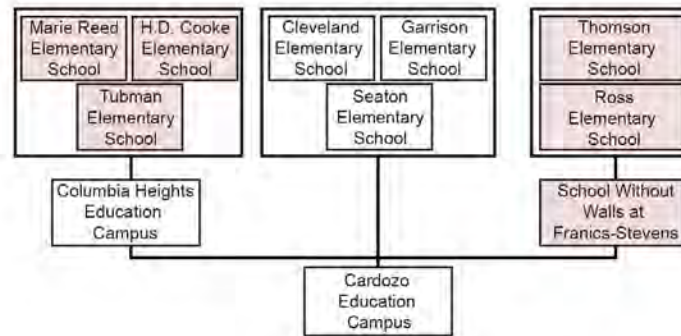 Marie Reed
Elementary
School
H.D. Cooke
Elementary
School
Tubman
Elementary
School
Cleveland
Elementary
School
Garrison
Elementary
School
Seaton
Elementary
School
Thomson
Elementary
School
Ross
Elementary
School
Columbia Heights
Education
Campus
School Without
Walls at
Franics-Stevens
Cardozo
Education
Campus